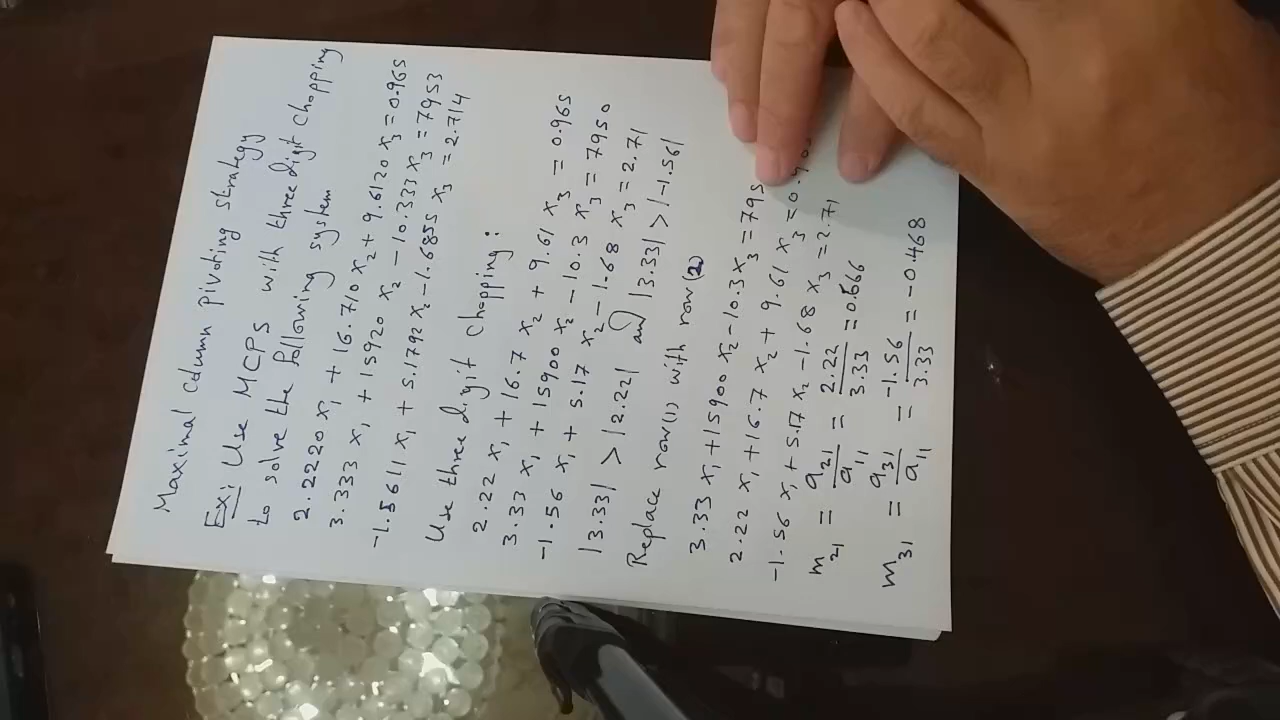 Maximal column pivoting strategy
Ex: Use MCPS with three digit chopping
to solve the following system
2.2220 x₁ + 16.710 x₂ + 9.6120 x₃ = 0.965
3.333 x₁ + 15920 x₂ - 10.333 x₃ = 7953
-1.5611 x₁ + 5.1792 x₂ - 1.6855 x₃ = 2.714
Use three digit chopping:
2.22 x₁ + 16.7 x₂ + 9.61 x₃ = 0.965
3.33 x₁ + 15900 x₂ - 10.3 x₃ = 7950
-1.56 x₁ + 5.17 x₂ - 1.68 x₃ = 2.71
|3.33| > |2.22| and |3.33| > |-1.56|
Replace row(1) with row(2)
3.33 x₁ + 15900 x₂ - 10.3 x₃ = 795
2.22 x₁ + 16.7 x₂ + 9.61 x₃ = 0.9
-1.56 x₁ + 5.17 x₂ - 1.68 x₃ = 2.71
m₂₁ = a₂₁/a₁₁ = 2.22/3.33 = 0.666
m₃₁ = a₃₁/a₁₁ = -1.56/3.33 = -0.468